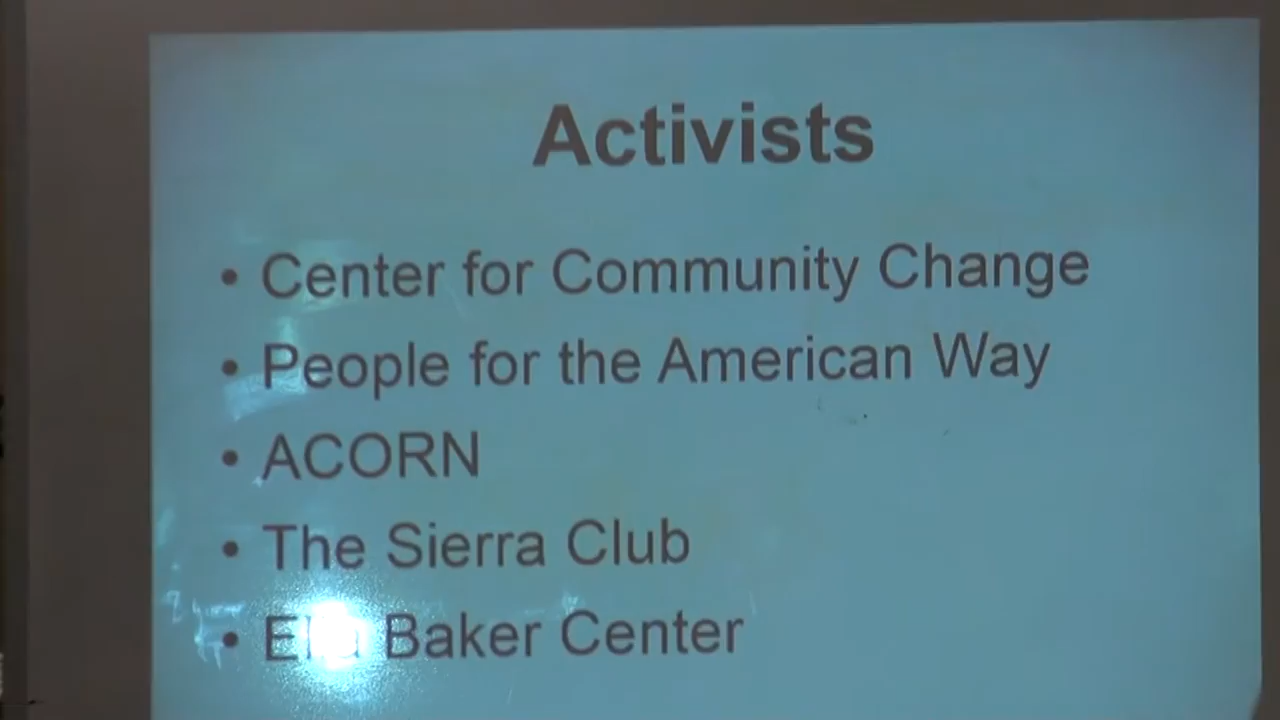 Activists
• Center for Community Change
• People for the American Way
• ACORN
• The Sierra Club
• Baker Center